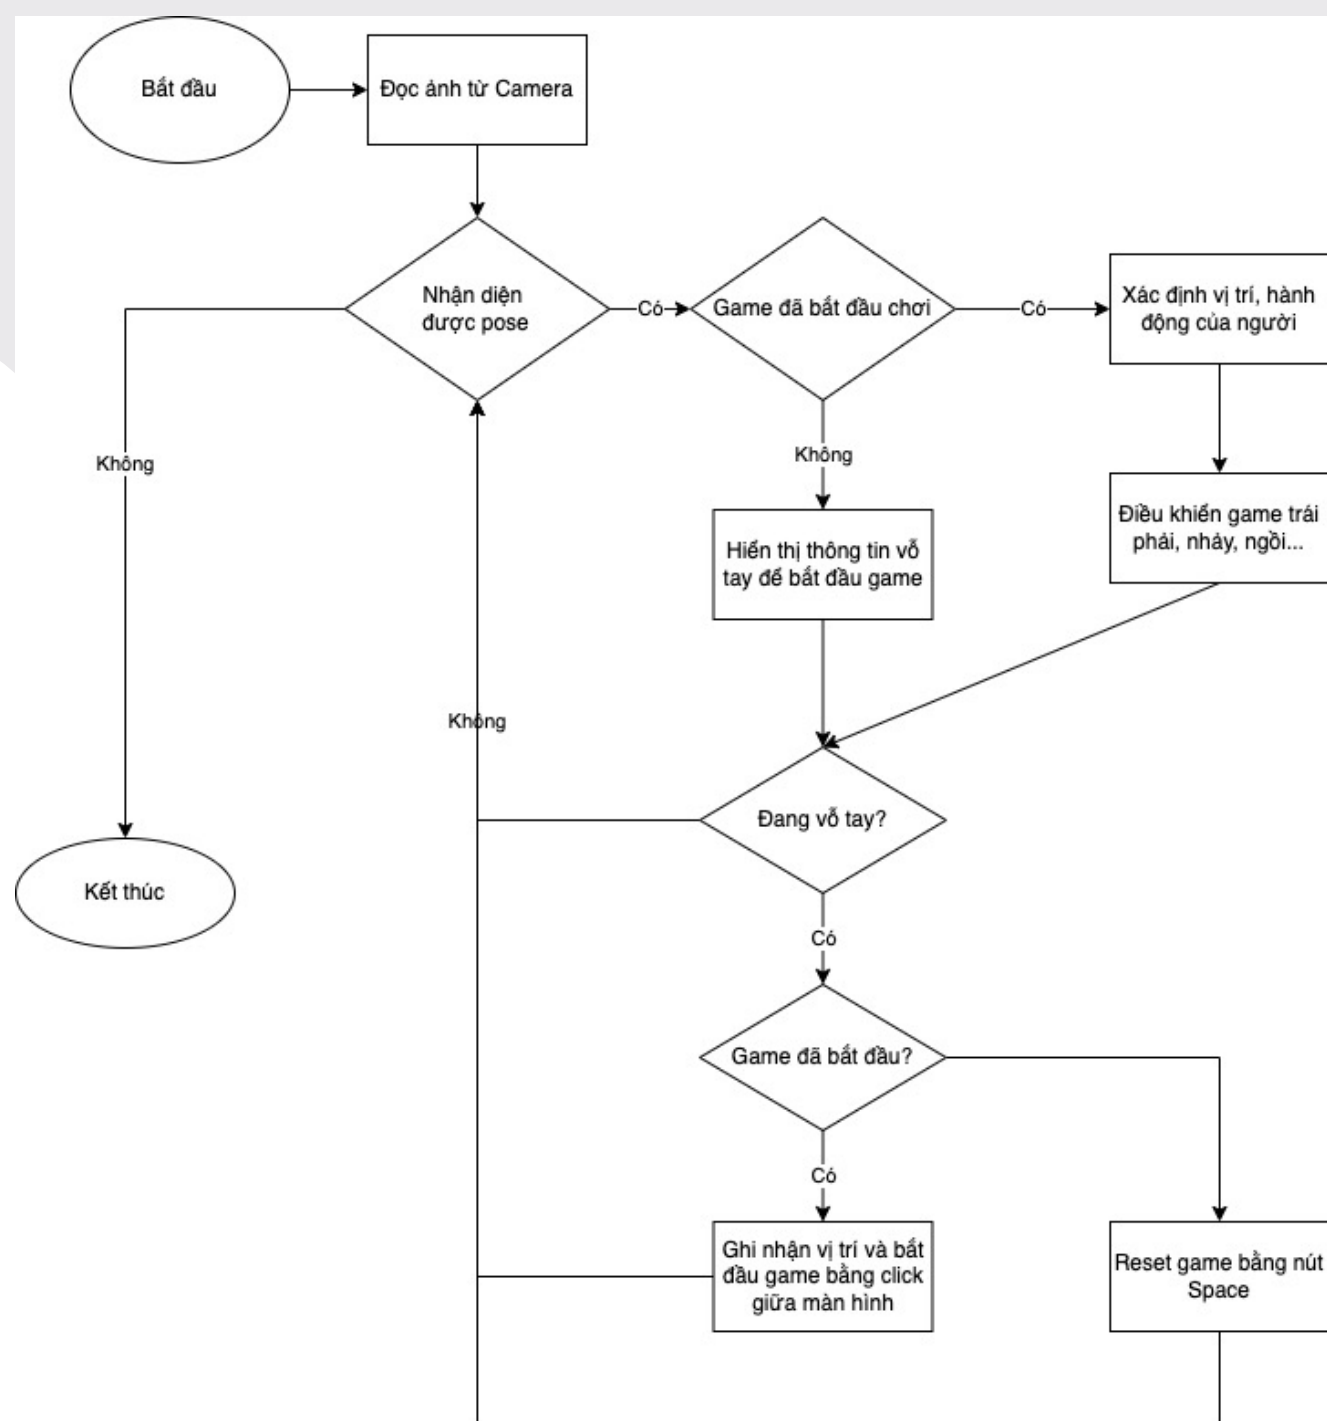 Bắt đầu
Đọc ảnh từ Camera
Nhận diện
được pose
Có
Game đã bắt đầu chơi
Có
Xác định vị trí, hành
động của người
Không
Không
Hiển thị thông tin vỗ
tay để bắt đầu game
Điều khiển game trái
phải, nhảy, ngồi...
Không
Đang vỗ tay?
Kết thúc
Có
Game đã bắt đầu?
Có
Ghi nhận vị trí và bắt
đầu game bằng click
giữa màn hình
Reset game bằng nút
Space